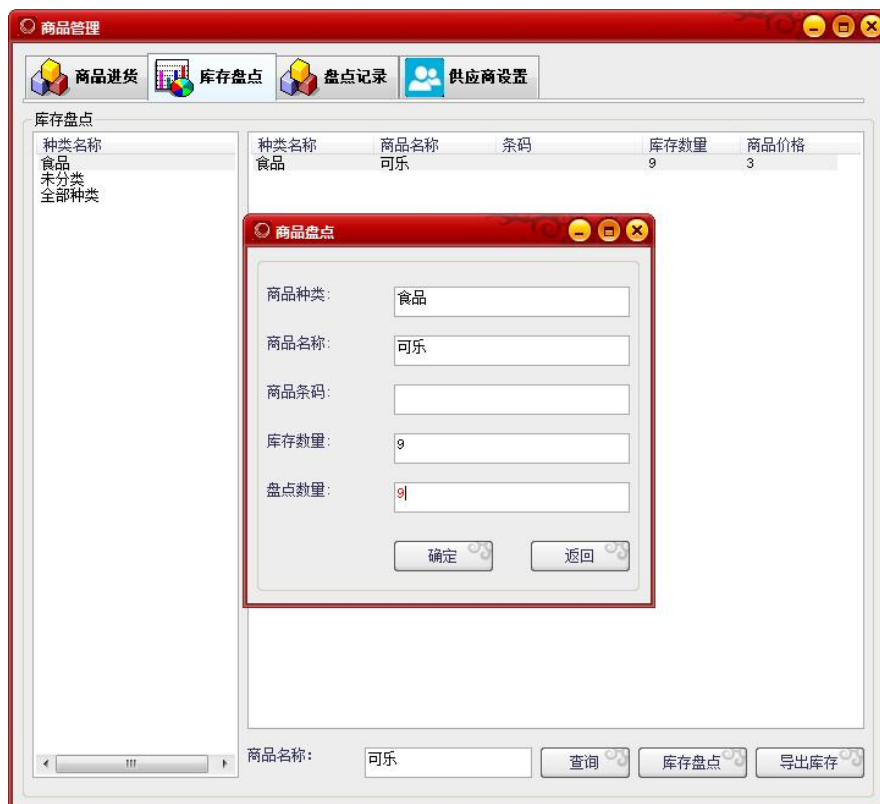 商品管理
商品进货 库存盘点 盘点记录 供应商设置
库存盘点
种类名称
食品
未分类
全部种类
种类名称 商品名称 条码 库存数量 商品价格
食品 可乐 9 3
商品盘点
商品种类: 食品
商品名称: 可乐
商品条码:
库存数量: 9
盘点数量: 9
确定 返回
商品名称: 可乐 查询 库存盘点 导出库存